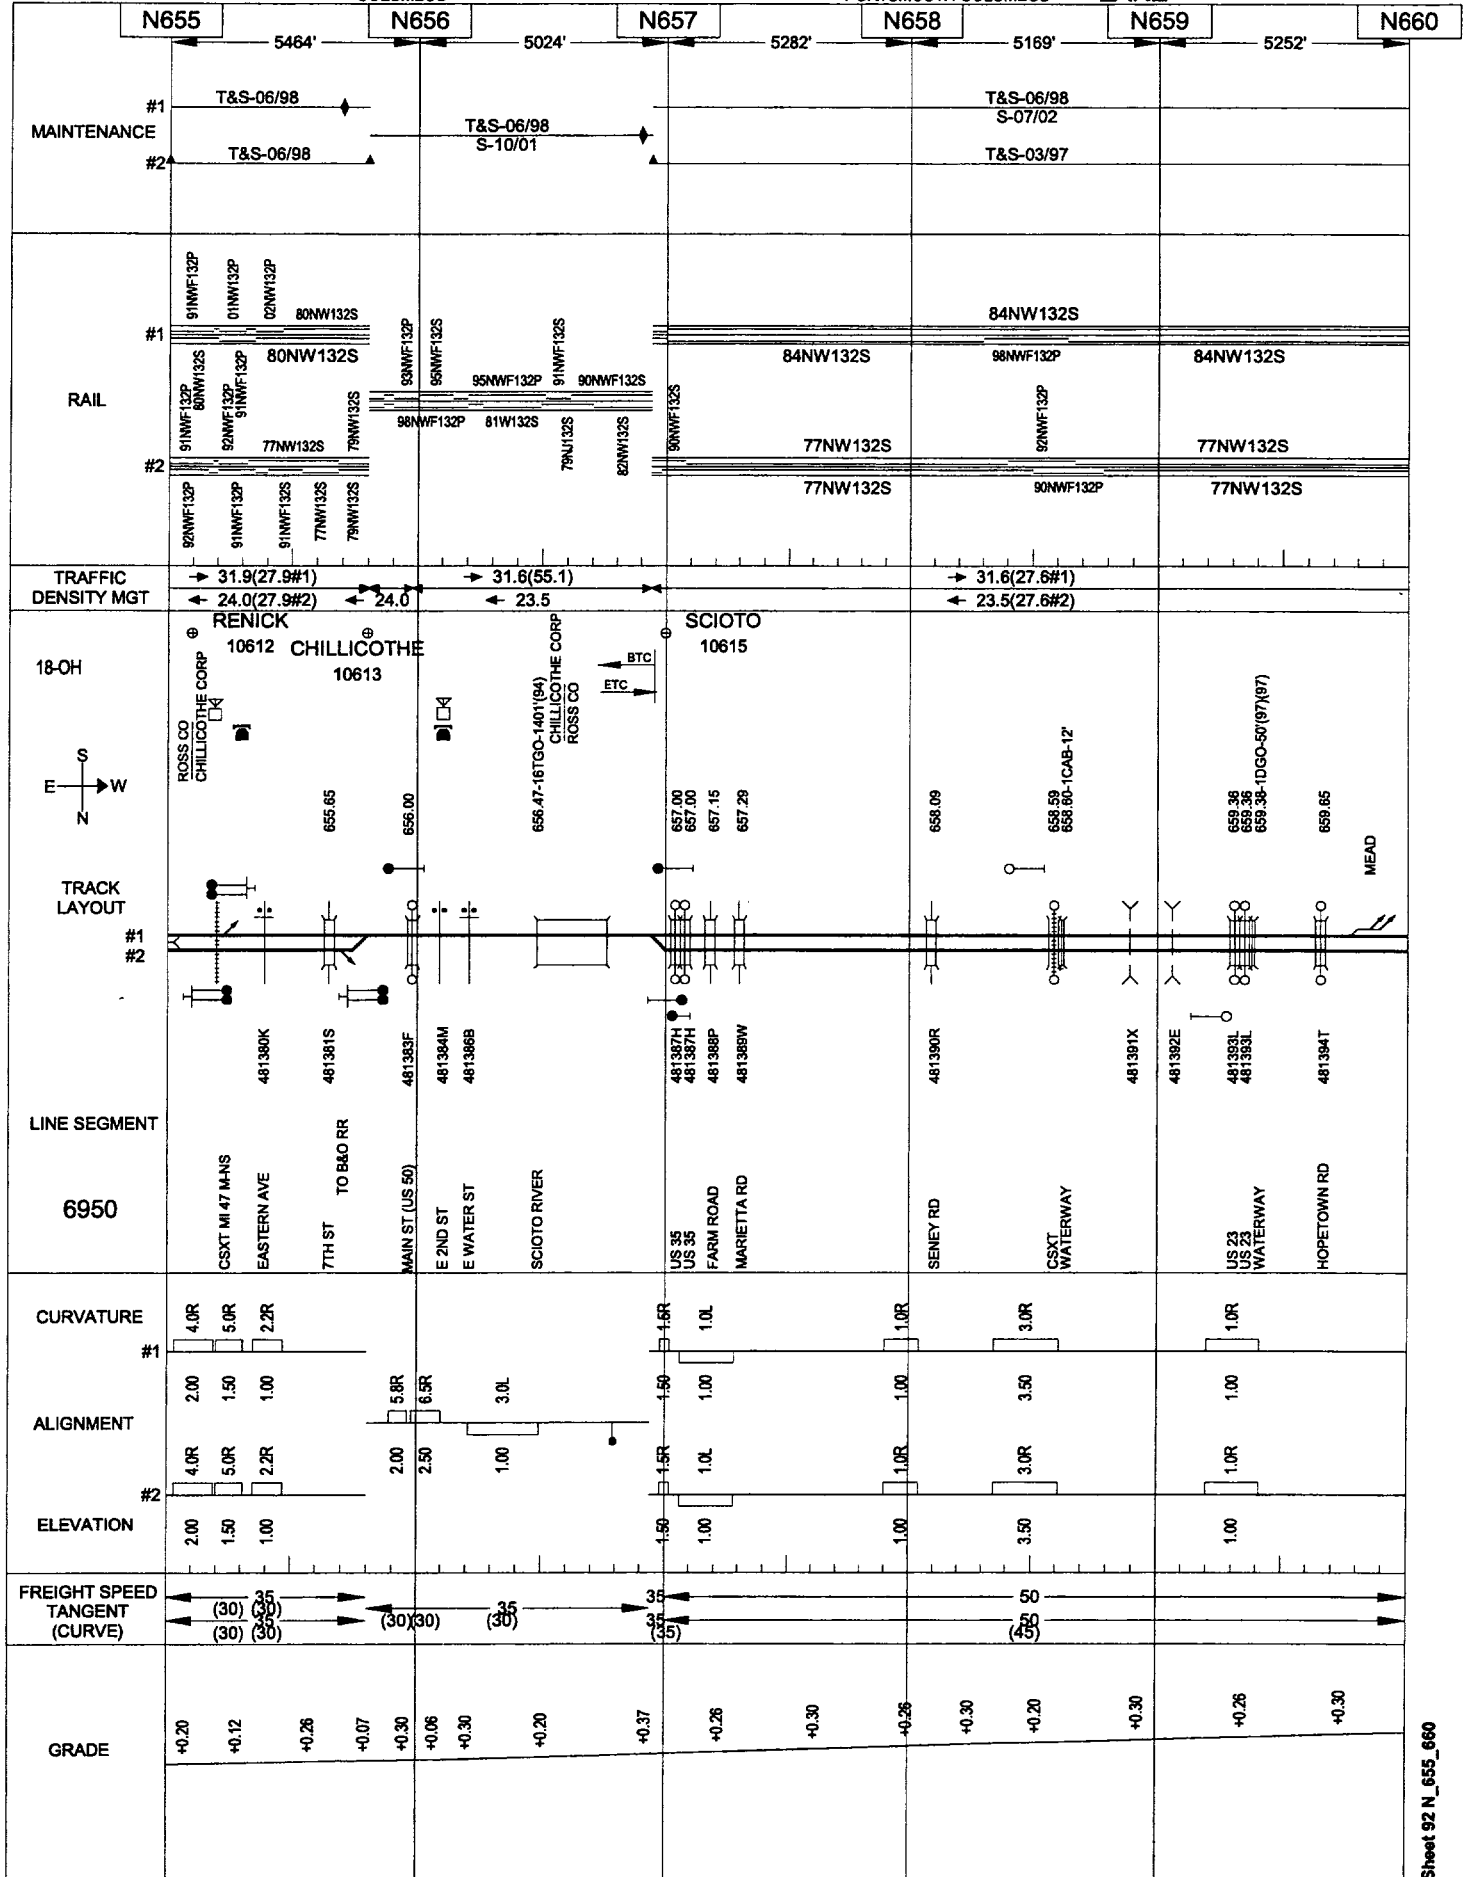 N655 N656 N657 N658 N659 N660
5464' 5024' 5282' 5169' 5252'
MAINTENANCE
#1 T&S-06/98 T&S-06/98
S-07/02
T&S-06/98
S-10/01
#2 T&S-06/98 T&S-03/97
RAIL
91NWF132P 01NW132P 02NW132P 80NW132S 84NW132S
#1
80NW132S 84NW132S 98NWF132P 84NW132S
91NWF132P 80NW132S 92NWF132P 91NWF132P 77NW132S 79NW132S
93NWF132P 95NWF132S 95NWF132P 91NWF132S 90NWF132S
98NWF132P 81W132S 79NJ132S 82NW132S
90NWF132S 77NW132S 92NWF132P 77NW132S
#2
77NW132S 90NWF132P 77NW132S
92NWF132P 91NWF132P 91NWF132S 77NW132S 79NW132S
TRAFFIC
DENSITY MGT
31.9(27.9#1) 31.6(55.1) 31.6(27.6#1)
24.0(27.9#2) 24.0 23.5 23.5(27.6#2)
RENICK
10612
CHILLICOTHE
10613
SCIOTO
10615
18-OH
ROSS CO
CHILLICOTHE CORP
656.47-16TGO-1401'(94)
CHILLICOTHE CORP
ROSS CO
BTC
ETC
S
E W
N
655.65 656.00 657.00 657.00 657.15 657.29 658.09 658.59 658.60-1CAB-12' 659.36 659.36 659.38-1DGO-50'(97)(97) 659.65
MEAD
TRACK
LAYOUT
#1
#2
481380K 481381S 481383F 481384M 481386B 481387H 481387H 481388P 481389W 481390R 481391X 481392E 481393L 481393L 481394T
LINE SEGMENT
6950
CSXT MI 47 M-NS
EASTERN AVE
7TH ST
TO B&O RR
MAIN ST (US 50)
E 2ND ST
E WATER ST
SCIOTO RIVER
US 35
US 35
FARM ROAD
MARIETTA RD
SENEY RD
CSXT
WATERWAY
US 23
US 23
WATERWAY
HOPETOWN RD
CURVATURE
4.0R 5.0R 2.2R 1.5R 1.0L 1.0R 3.0R 1.0R
#1
2.00 1.50 1.00 1.50 1.00 1.00 3.50 1.00
ALIGNMENT
5.8R 6.5R 3.0L
2.00 2.50 1.00
4.0R 5.0R 2.2R 1.5R 1.0L 1.0R 3.0R 1.0R
#2
ELEVATION
2.00 1.50 1.00 1.50 1.00 1.00 3.50 1.00
FREIGHT SPEED
TANGENT
(CURVE)
35 35 50
(30) (30) 35
35 (30)(30) (30) 35 50
(30) (30) (35) (45)
GRADE
+0.20 +0.12 +0.26 +0.07 +0.30 +0.06 +0.30 +0.20 +0.37 +0.26 +0.30 +0.26 +0.30 +0.20 +0.30 +0.26 +0.30
Sheet 92 N_655_660